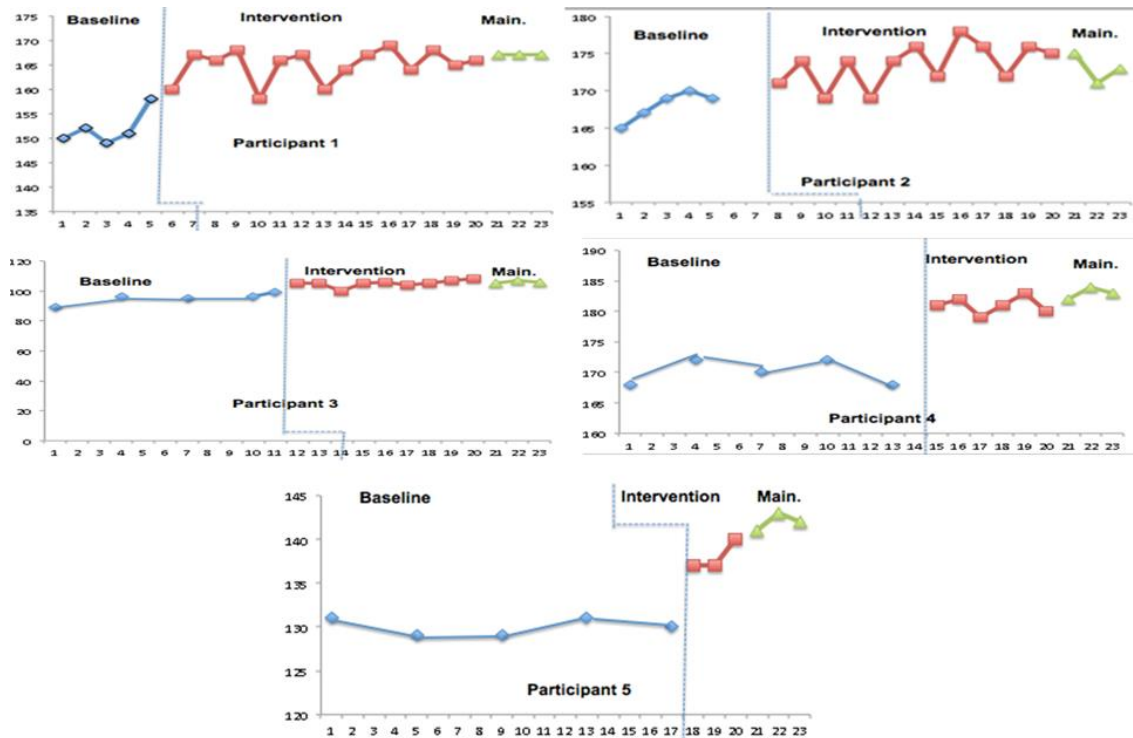 Baseline Intervention Main.
175
170
165
160
155
150
145
140
135
Participant 1
1 2 3 4 5 6 7 8 9 10 11 12 13 14 15 16 17 18 19 20 21 22 23
Baseline Intervention Main.
180
175
170
165
160
155
Participant 2
1 2 3 4 5 6 7 8 9 10 11 12 13 14 15 16 17 18 19 20 21 22 23
Baseline Intervention Main.
120
100
80
60
40
20
0
Participant 3
1 2 3 4 5 6 7 8 9 10 11 12 13 14 15 16 17 18 19 20 21 22 23
Baseline Intervention Main.
190
185
180
175
170
165
160
Participant 4
1 2 3 4 5 6 7 8 9 10 11 12 13 14 15 16 17 18 19 20 21 22 23
Baseline Intervention Main.
145
140
135
130
125
120
Participant 5
1 2 3 4 5 6 7 8 9 10 11 12 13 14 15 16 17 18 19 20 21 22 23